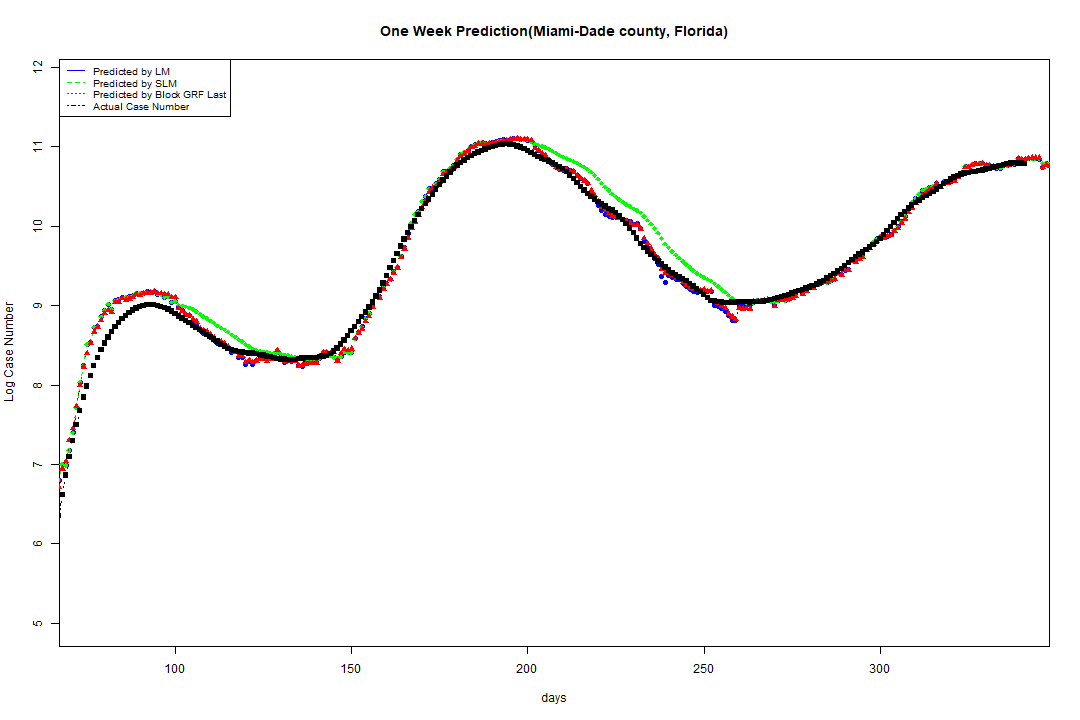 One Week Prediction(Miami-Dade county, Florida)
Predicted by LM
Predicted by SLM
Predicted by Block GRF Last
Actual Case Number
12
11
10
9
8
7
6
5
Log Case Number
100 150 200 250 300
days